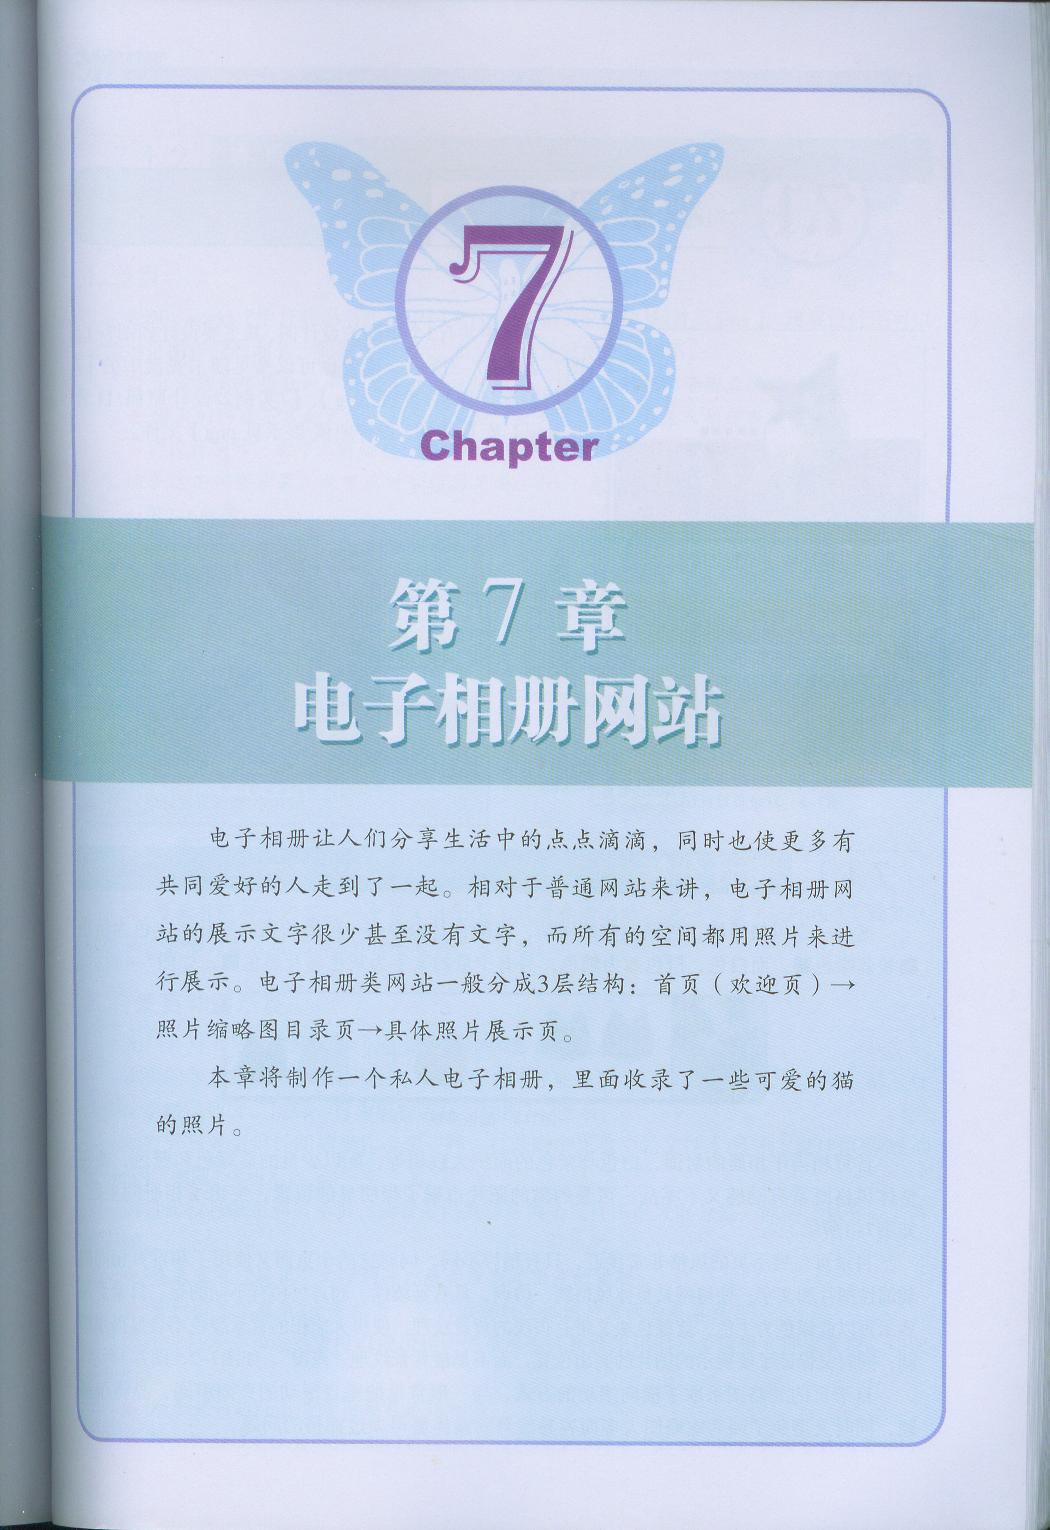 7
Chapter
第 7 章
电子相册网站
电子相册让人们分享生活中的点点滴滴，同时也使更多有
共同爱好的人走到了一起。相对于普通网站来讲，电子相册网
站的展示文字很少甚至没有文字，而所有的空间都用照片来进
行展示。电子相册类网站一般分成3层结构：首页（欢迎页）→
照片缩略图目录页→具体照片展示页。
本章将制作一个私人电子相册，里面收录了一些可爱的猫
的照片。